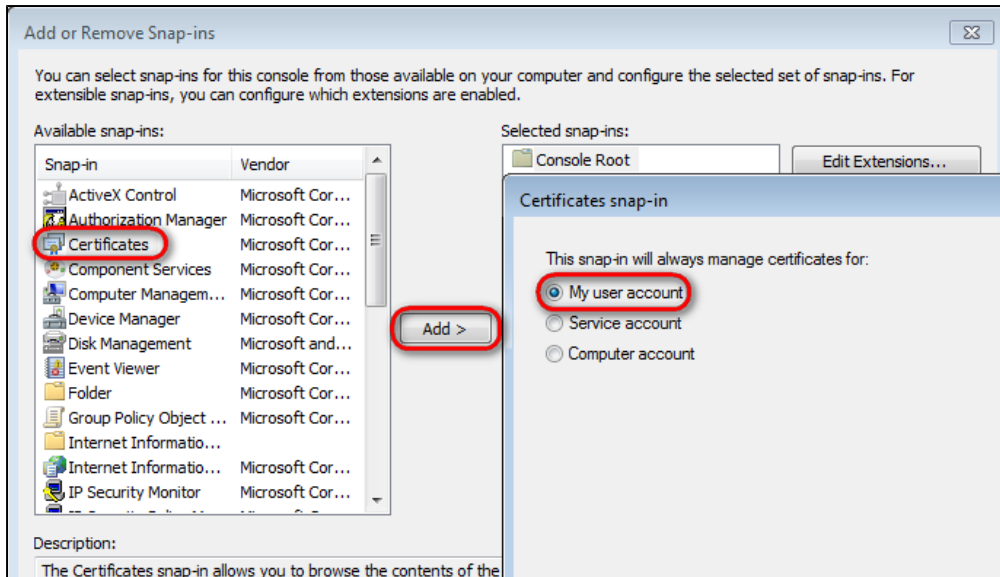 Add or Remove Snap-ins
You can select snap-ins for this console from those available on your computer and configure the selected set of snap-ins. For
extensible snap-ins, you can configure which extensions are enabled.
Available snap-ins:
Snap-in Vendor
ActiveX Control Microsoft Cor...
Authorization Manager Microsoft Cor...
Certificates Microsoft Cor...
Component Services Microsoft Cor...
Computer Managem... Microsoft Cor...
Device Manager Microsoft Cor...
Disk Management Microsoft and...
Event Viewer Microsoft Cor...
Folder Microsoft Cor...
Group Policy Object ... Microsoft Cor...
Internet Informatio...
Internet Informatio... Microsoft Cor...
IP Security Monitor Microsoft Cor...
Add >
Selected snap-ins:
Console Root
Edit Extensions...
Certificates snap-in
This snap-in will always manage certificates for:
My user account
Service account
Computer account
Description:
The Certificates snap-in allows you to browse the contents of the